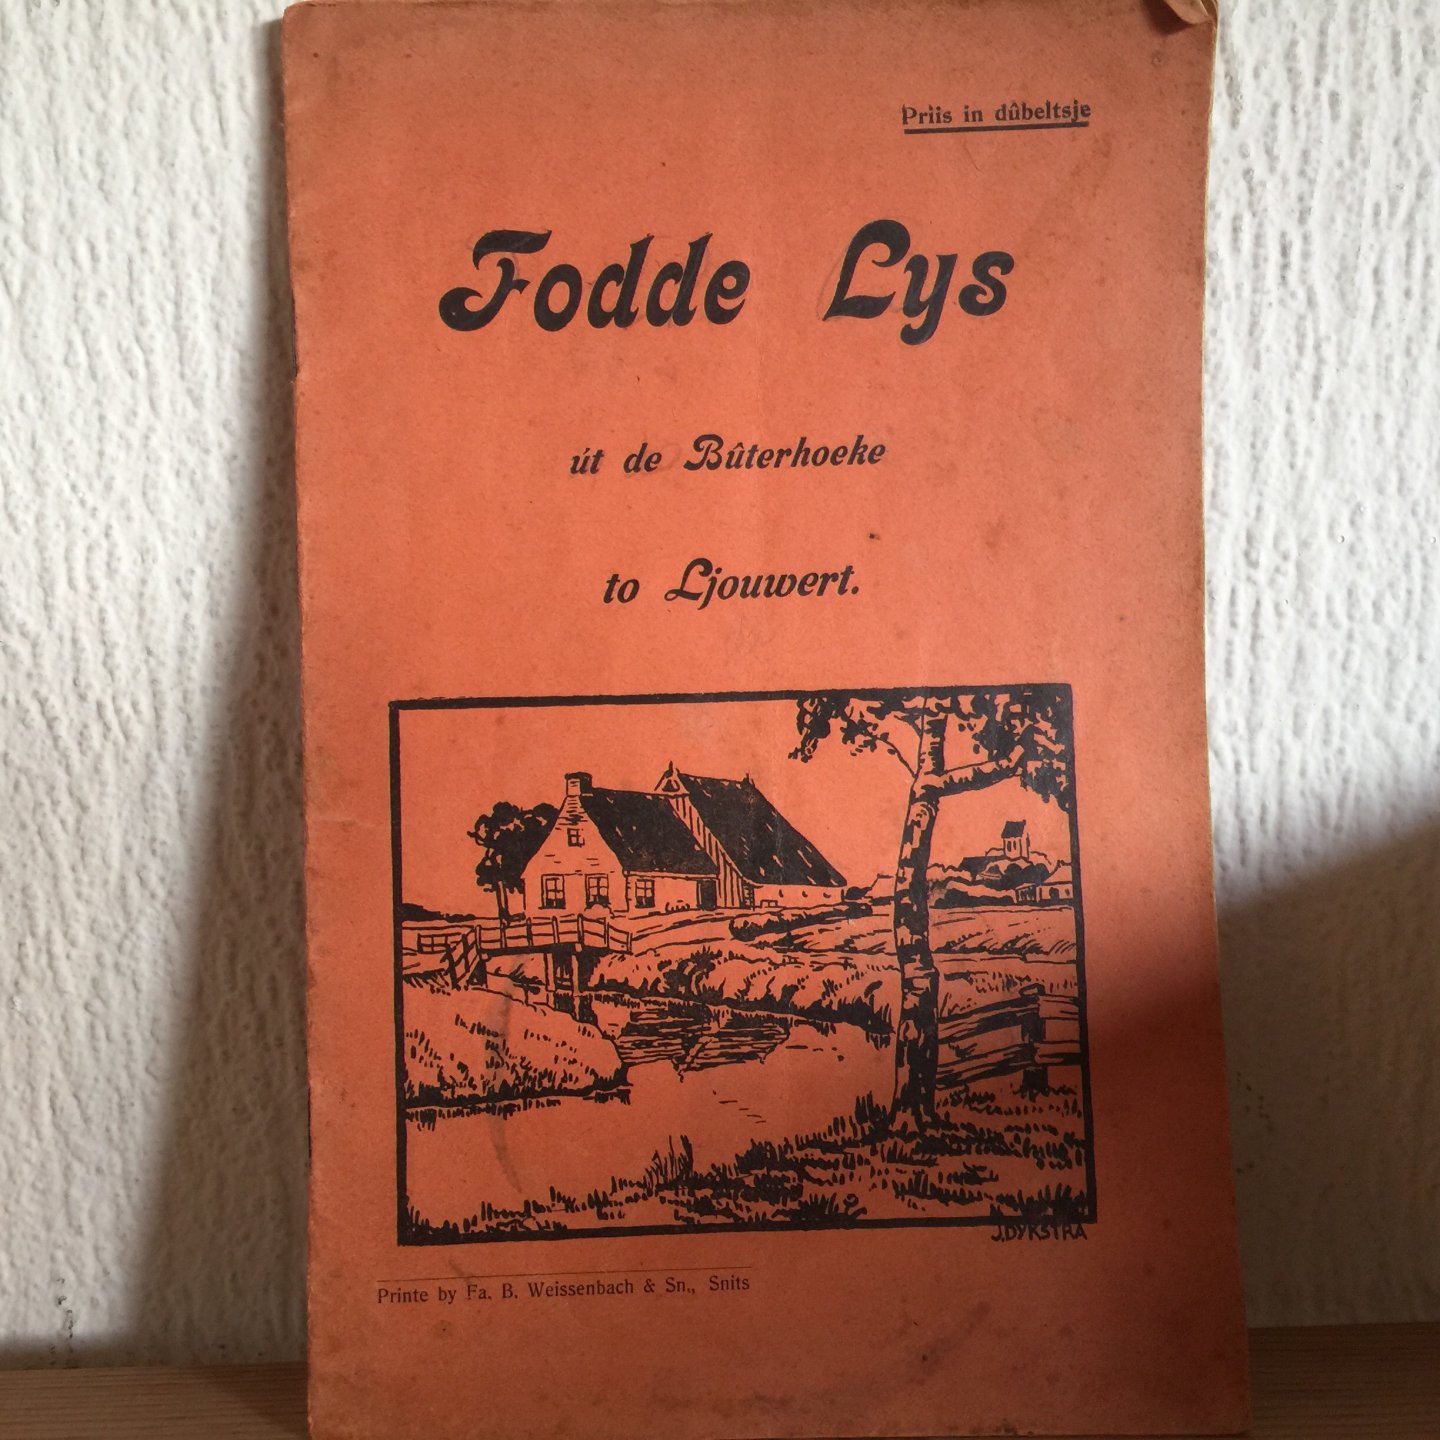 Priis in dûbeltsje
Fodde Lys
út de Bûterhoeke
to Ljouwert.
J.DYKSTRA
Printe by Fa. B. Weissenbach & Sn., Snits